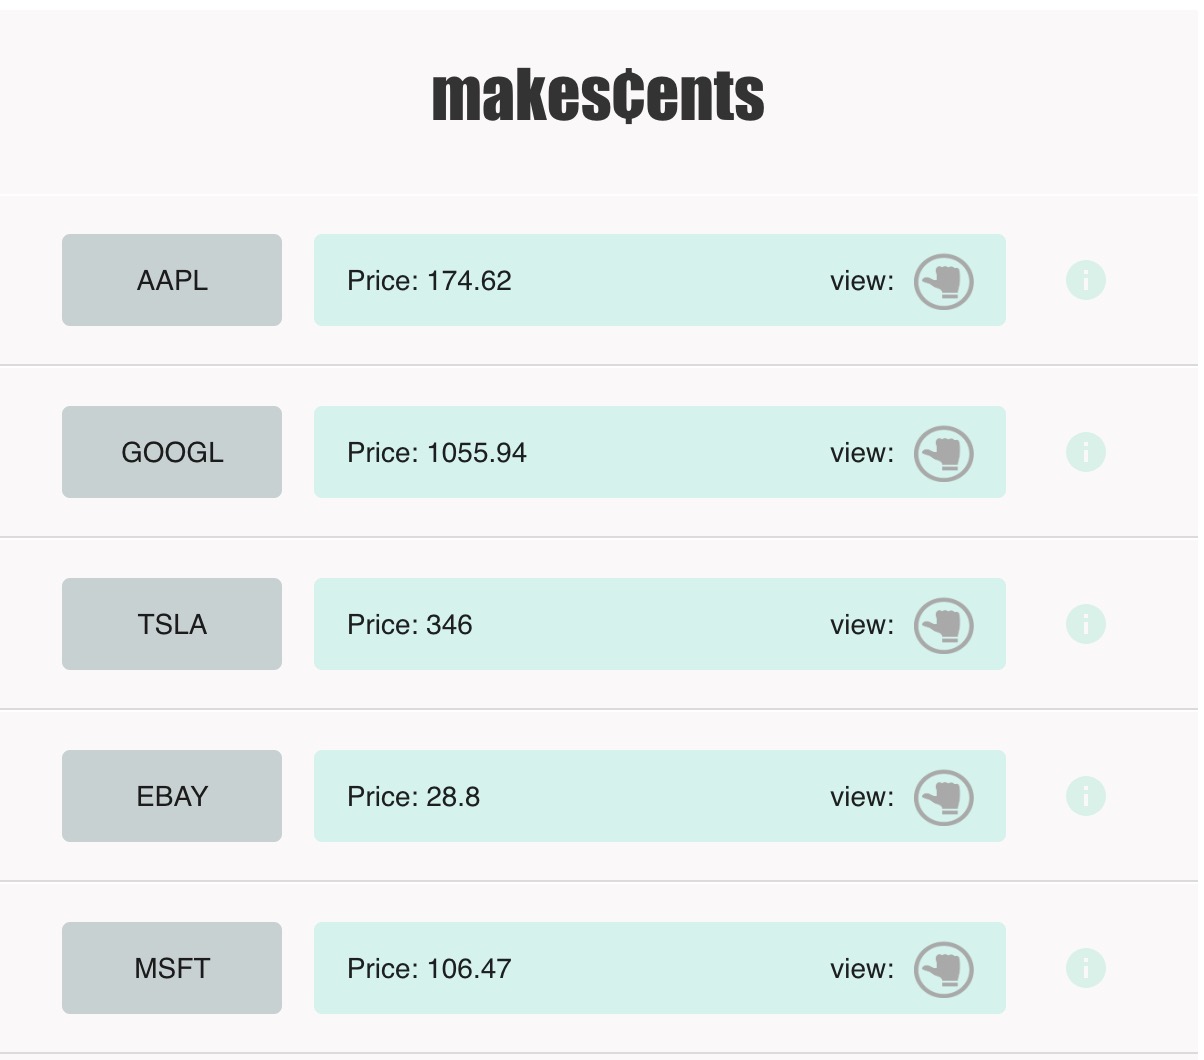 makes¢ents
AAPL Price: 174.62 view: i
GOOGL Price: 1055.94 view: i
TSLA Price: 346 view: i
EBAY Price: 28.8 view: i
MSFT Price: 106.47 view: i